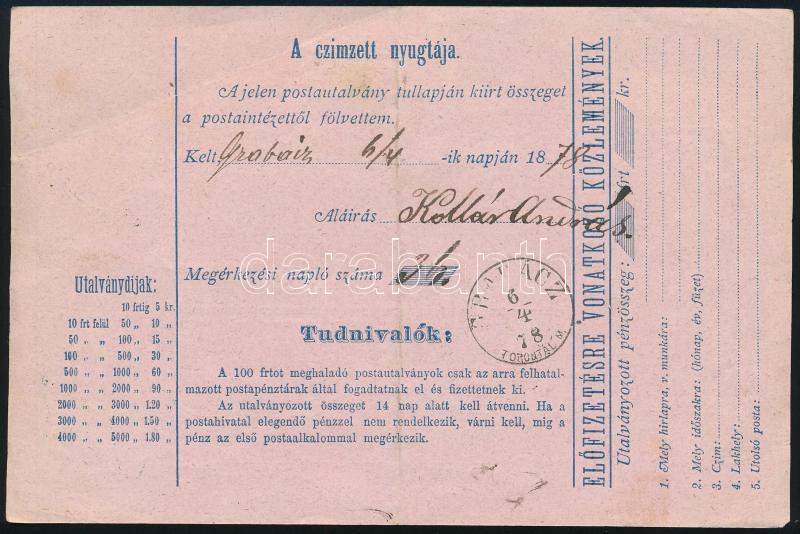 A czimzett nyugtája.
A jelen postautalvány tullapján kiirt összeget
a postaintézettől fölvettem.
Kelt, Grabácz 6/4 -ik napján 1878
Aláirás Kollár András.
Megérkezési napló száma
Tudnivalók:
A 100 frtot meghaladó postautalványok csak az arra felhatal-
mazott postapénztárak által fogadtatnak el és fizettetnek ki.
Az utalványozott összeget 14 nap alatt kell átvenni. Ha a
postahivatal elegendő pénzzel nem rendelkezik, várni kell, mig a
pénz az első postaalkalommal megérkezik.
Utalványdijak:
10 frtig 5 kr.
10 frt felül 50 „ 10 „
50 „ „ 100 „ 15 „
100 „ „ 500 „ 30 „
500 „ „ 1000 „ 60 „
1000 „ „ 2000 „ 90 „
2000 „ „ 3000 „ 1.20 „
3000 „ „ 4000 „ 1.50 „
4000 „ „ 5000 „ 1.80 „
GRABÁCZ
6/4
78
TORONTÁL M.
ELŐFIZETÉSRE VONATKOZÓ KÖZLEMÉNYEK.
Utalványozott pénzösszeg: frt kr.
1. Mely hirlapra, v. munkára:
2. Mely időszakra: (hónap, év, füzet)
3. Czim:
4. Lakhely:
5. Utolsó posta:
darabanth